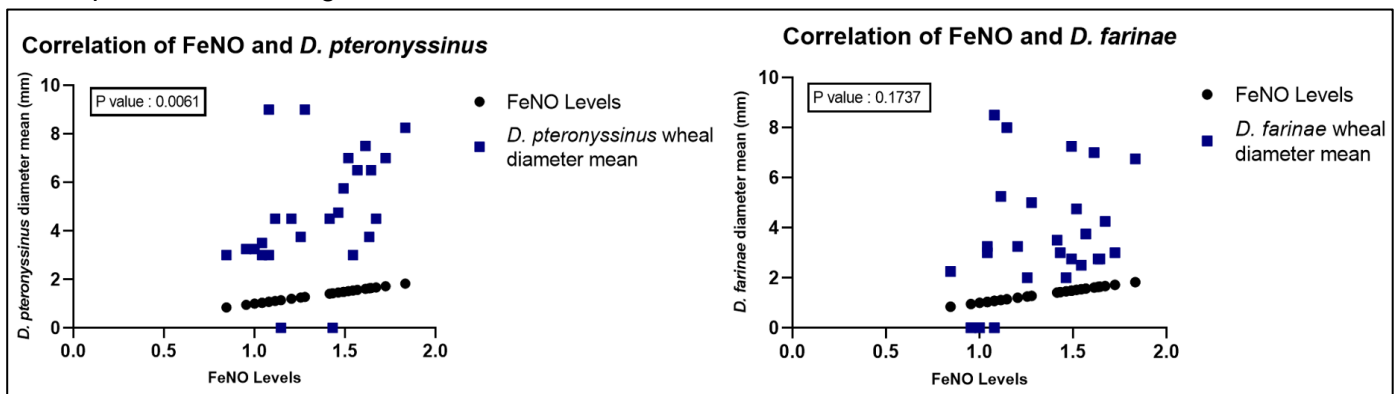 Correlation of FeNO and D. pteronyssinus
P value : 0.0061
D. pteronyssinus diameter mean (mm)
10
8
6
4
2
0
0.0 0.5 1.0 1.5 2.0
FeNO Levels
FeNO Levels
D. pteronyssinus wheal
diameter mean
Correlation of FeNO and D. farinae
P value : 0.1737
D. farinae diameter mean (mm)
10
8
6
4
2
0
0.0 0.5 1.0 1.5 2.0
FeNO Levels
FeNO Levels
D. farinae wheal
diameter mean